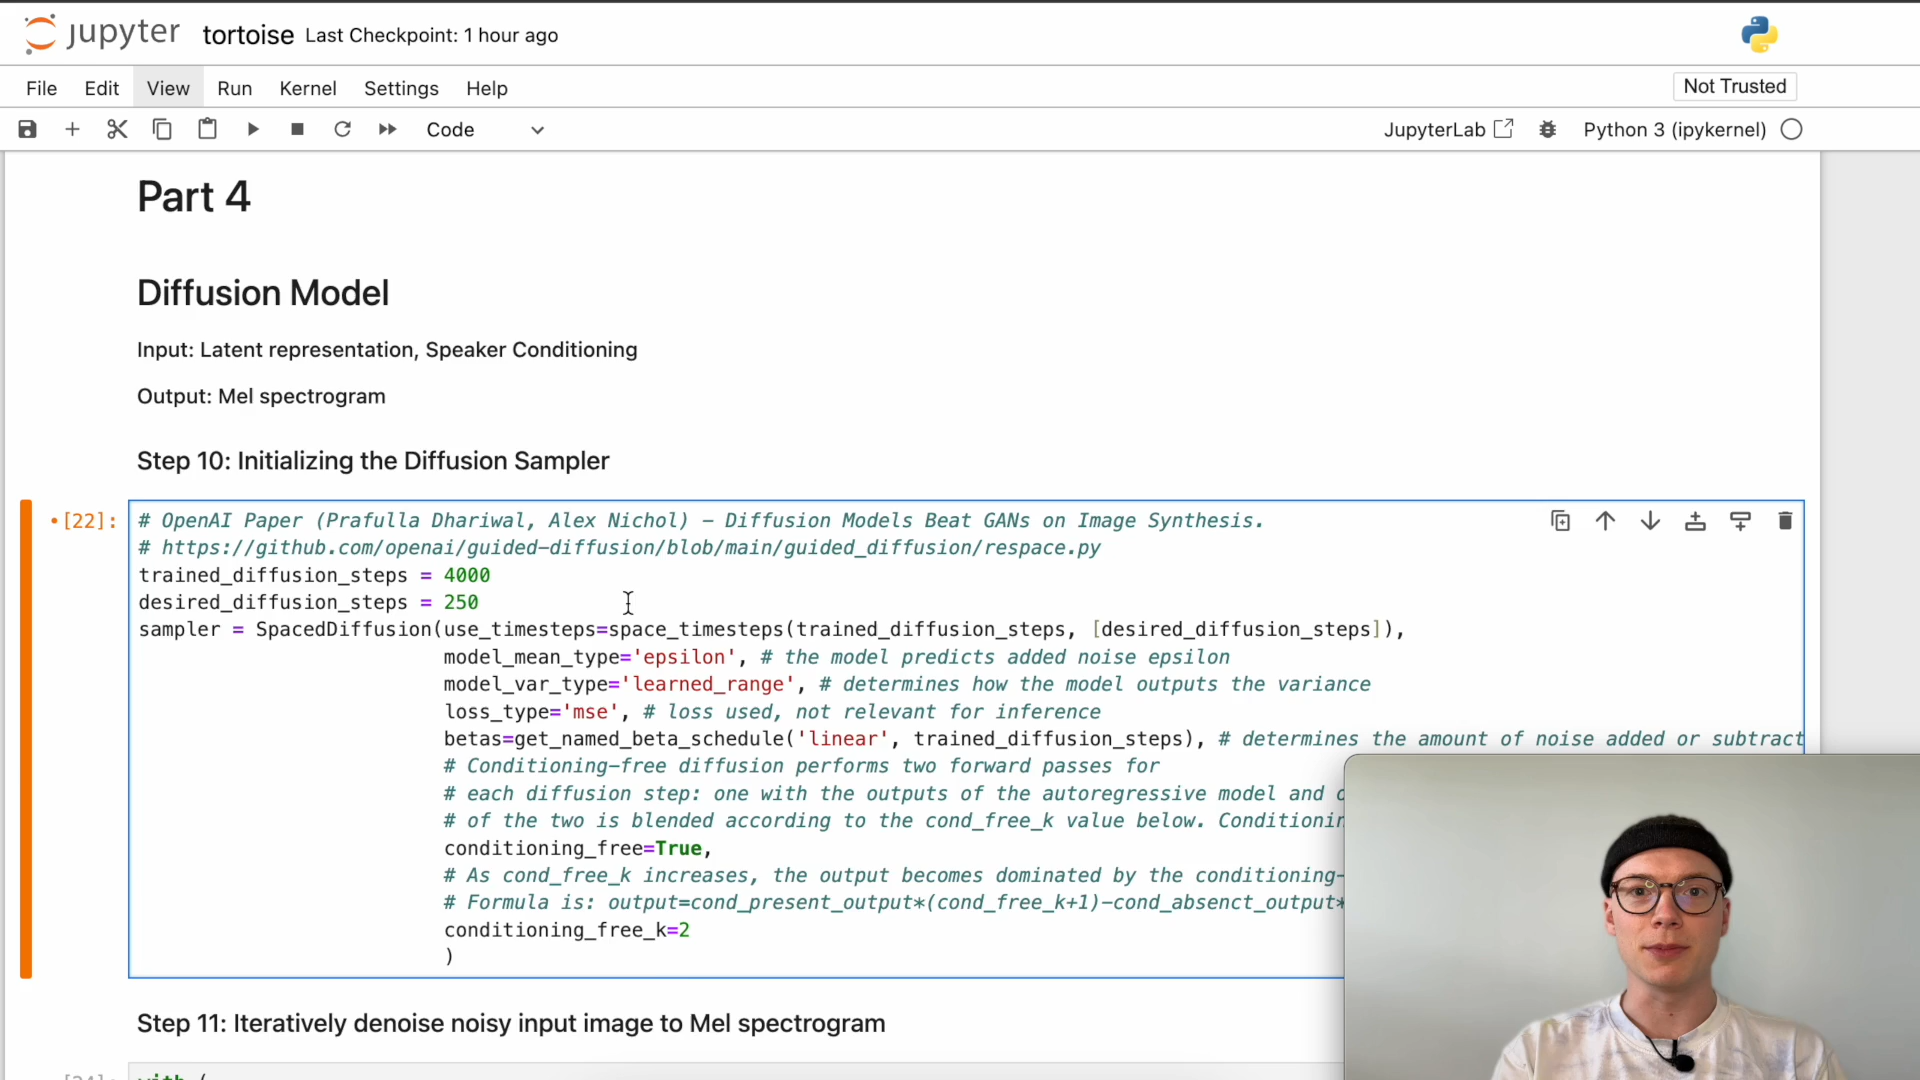 jupyter tortoise Last Checkpoint: 1 hour ago
File Edit View Run Kernel Settings Help Not Trusted
Code JupyterLab Python 3 (ipykernel)
Part 4
Diffusion Model
Input: Latent representation, Speaker Conditioning
Output: Mel spectrogram
Step 10: Initializing the Diffusion Sampler
•[22]: # OpenAI Paper (Prafulla Dhariwal, Alex Nichol) – Diffusion Models Beat GANs on Image Synthesis.
# https://github.com/openai/guided-diffusion/blob/main/guided_diffusion/respace.py
trained_diffusion_steps = 4000
desired_diffusion_steps = 250
sampler = SpacedDiffusion(use_timesteps=space_timesteps(trained_diffusion_steps, [desired_diffusion_steps]),
model_mean_type='epsilon', # the model predicts added noise epsilon
model_var_type='learned_range', # determines how the model outputs the variance
loss_type='mse', # loss used, not relevant for inference
betas=get_named_beta_schedule('linear', trained_diffusion_steps), # determines the amount of noise added or subtract
# Conditioning-free diffusion performs two forward passes for
# each diffusion step: one with the outputs of the autoregressive model and
# of the two is blended according to the cond_free_k value below. Conditionin
conditioning_free=True,
# As cond_free_k increases, the output becomes dominated by the conditioning-
# Formula is: output=cond_present_output*(cond_free_k+1)-cond_absenct_output*
conditioning_free_k=2
)
Step 11: Iteratively denoise noisy input image to Mel spectrogram
with (